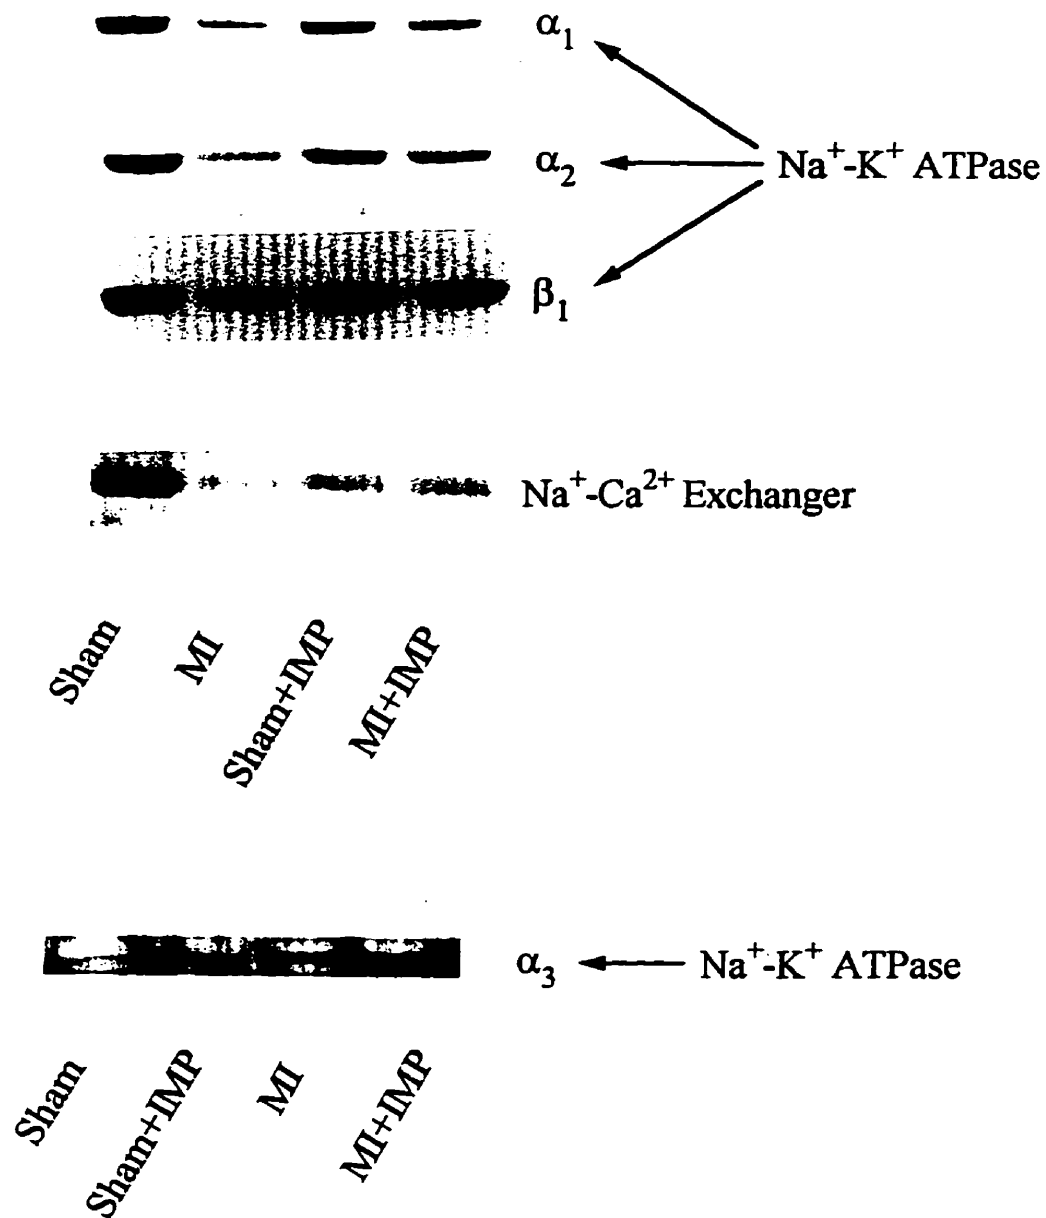 α₁
α₂ Na⁺-K⁺ ATPase
β₁
Na⁺-Ca²⁺ Exchanger
Sham MI Sham+IMP MI+IMP
α₃ Na⁺-K⁺ ATPase
Sham Sham+IMP MI MI+IMP